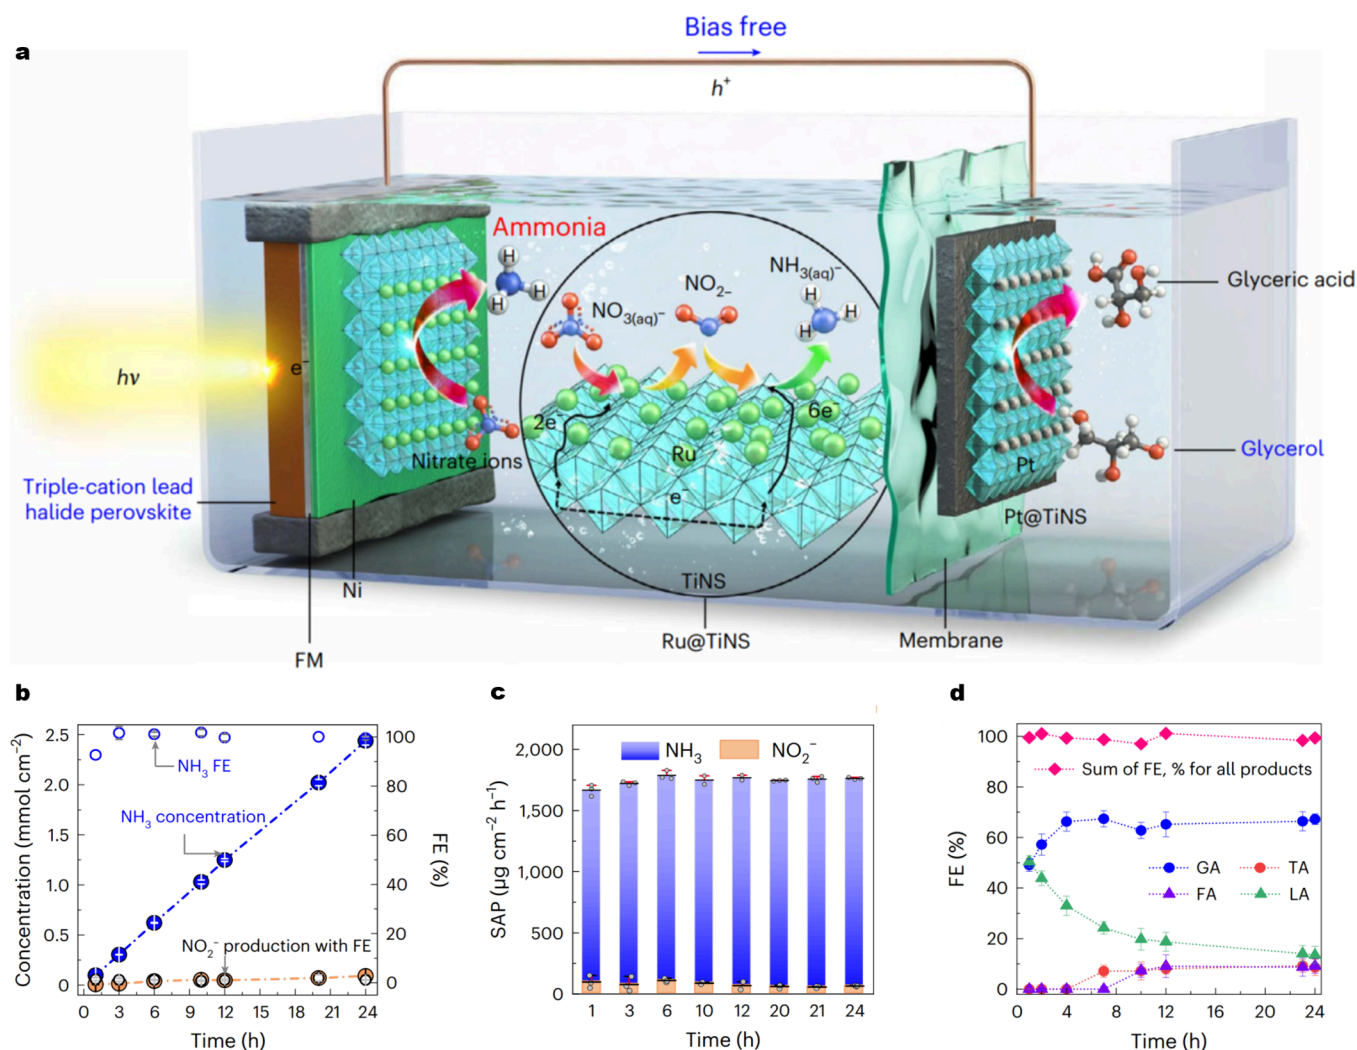 a
Bias free
h⁺
Ammonia
H
H
H
NO₃₍ₐq₎⁻
NO₂₋
NH₃₍ₐq₎⁻
H
H
H
Glyceric acid
hν
e⁻
2e⁻
6e⁻
Nitrate ions
Ru
e⁻
Pt
Glycerol
Triple-cation lead
halide perovskite
Pt@TiNS
TiNS
Ni
Ru@TiNS
Membrane
FM
b
Concentration (mmol cm⁻²)
2.5
2.0
1.5
1.0
0.5
0
100
80
60
40
20
0
FE (%)
NH₃ FE
NH₃ concentration
NO₂⁻ production with FE
0 3 6 9 12 15 18 21 24
Time (h)
c
SAP (µg cm⁻² h⁻¹)
2,000
1,500
1,000
500
0
NH₃ NO₂⁻
1 3 6 10 12 20 21 24
Time (h)
d
FE (%)
100
80
60
40
20
0
Sum of FE, % for all products
GA TA
FA LA
0 4 8 12 16 20 24
Time (h)